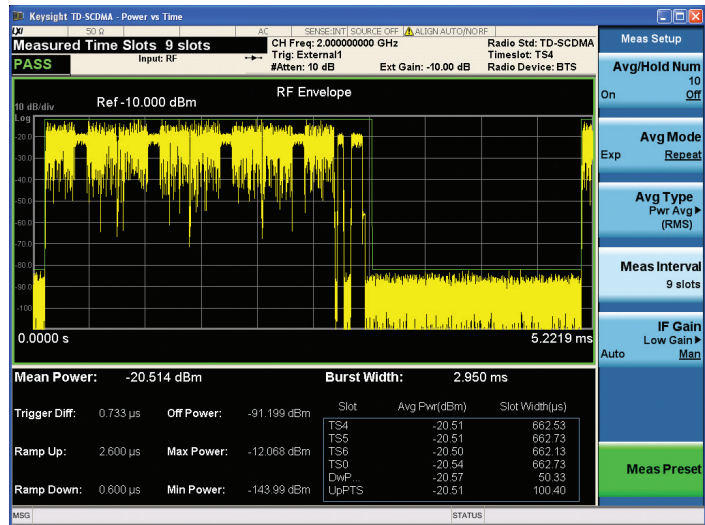 Keysight TD-SCDMA - Power vs Time
LXI 50 Ω AC SENSE:INT SOURCE OFF ALIGN AUTO/NO RF
Measured Time Slots 9 slots
PASS
Input: RF
CH Freq: 2.000000000 GHz
Trig: External1
#Atten: 10 dB Ext Gain: -10.00 dB
Radio Std: TD-SCDMA
Timeslot: TS4
Radio Device: BTS
RF Envelope
10 dB/div Ref -10.000 dBm
Log
-20.0
-30.0
-40.0
-50.0
-60.0
-70.0
-80.0
-90.0
-100
0.0000 s 5.2219 ms
Mean Power: -20.514 dBm Burst Width: 2.950 ms
Trigger Diff: 0.733 µs Off Power: -91.199 dBm
Ramp Up: 2.600 µs Max Power: -12.068 dBm
Ramp Down: 0.600 µs Min Power: -143.99 dBm
Slot Avg Pwr(dBm) Slot Width(µs)
TS4 -20.51 662.53
TS5 -20.51 662.73
TS6 -20.50 662.13
TS0 -20.54 662.73
DwP... -20.57 50.33
UpPTS -20.51 100.40
MSG STATUS
Meas Setup
Avg/Hold Num
10
On Off
Avg Mode
Exp Repeat
Avg Type
Pwr Avg
(RMS)
Meas Interval
9 slots
IF Gain
Low Gain
Auto Man
Meas Preset